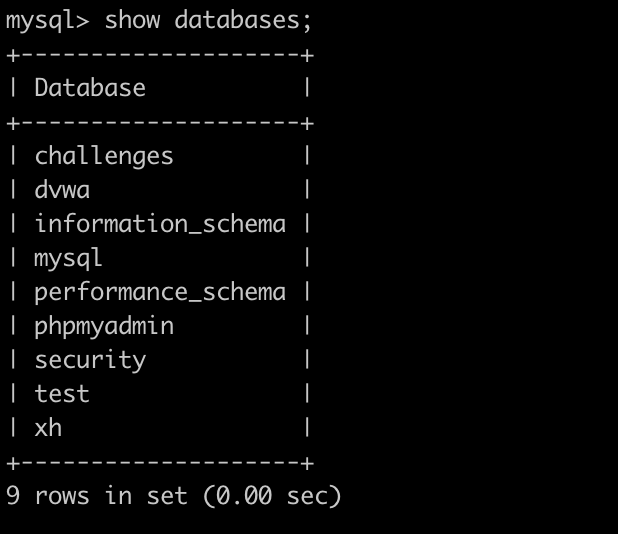 mysql> show databases;
+--------------------+
| Database           |
+--------------------+
| challenges         |
| dvwa               |
| information_schema |
| mysql              |
| performance_schema |
| phpmyadmin         |
| security           |
| test               |
| xh                 |
+--------------------+
9 rows in set (0.00 sec)